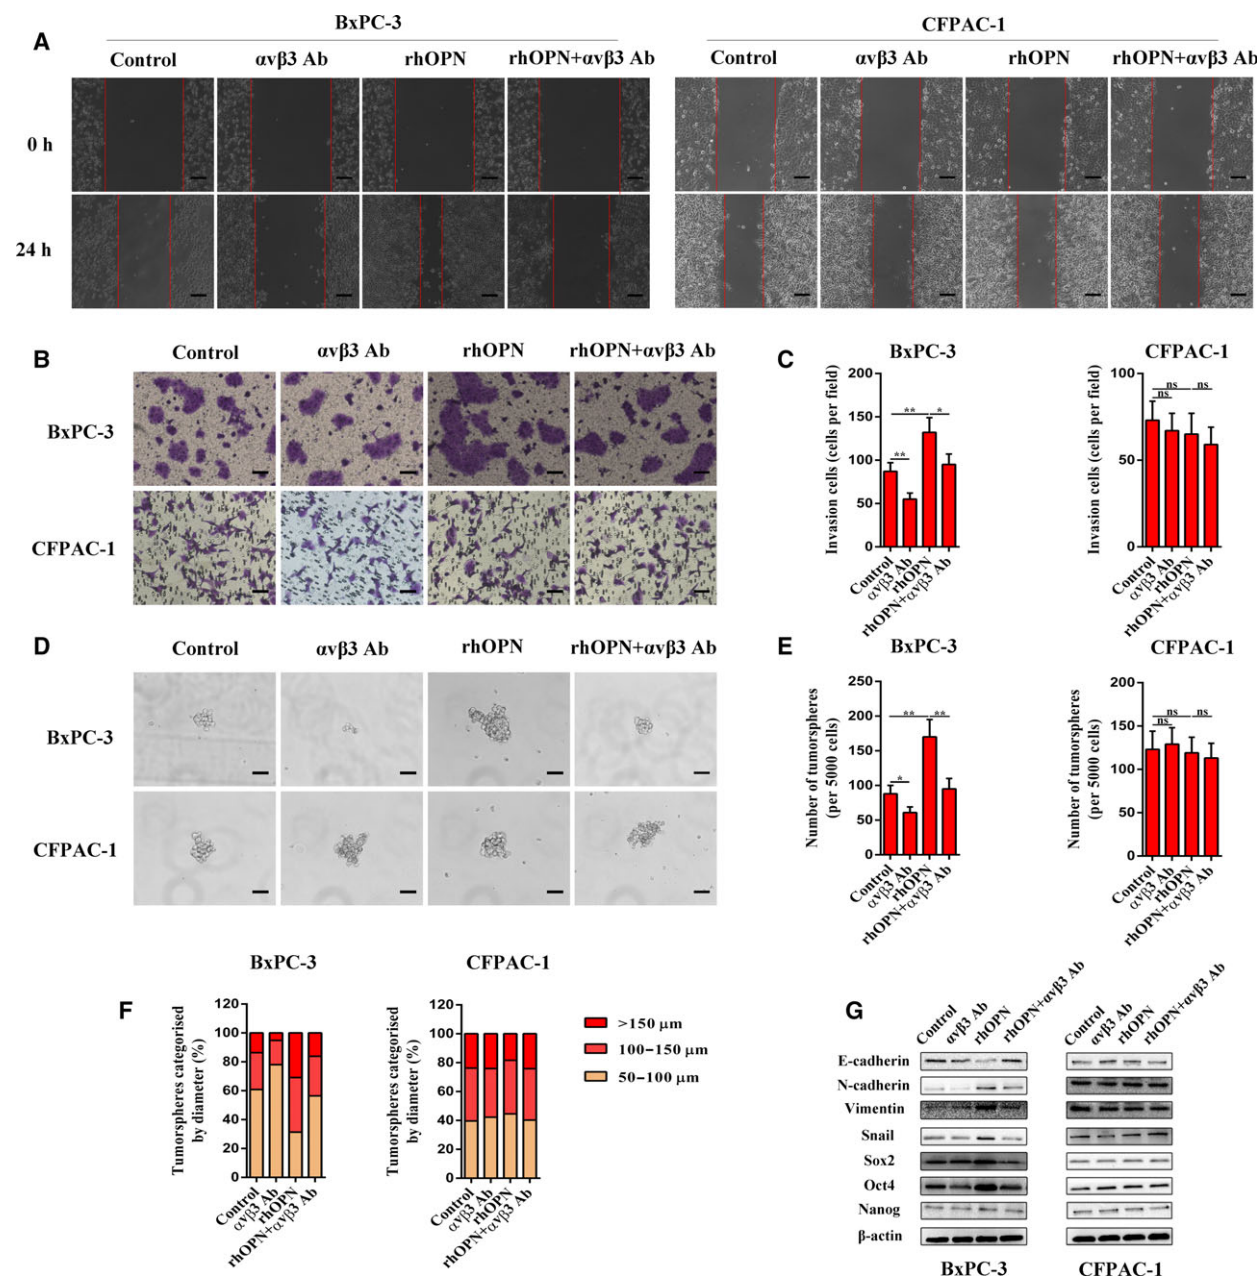 A
BxPC-3
CFPAC-1
Control
αvβ3 Ab
rhOPN
rhOPN+αvβ3 Ab
Control
αvβ3 Ab
rhOPN
rhOPN+αvβ3 Ab
0 h
24 h
B
Control
αvβ3 Ab
rhOPN
rhOPN+αvβ3 Ab
BxPC-3
CFPAC-1
C
BxPC-3
Invasion cells (cells per field)
200
150
100
50
0
**
**
*
Control
αvβ3 Ab
rhOPN
rhOPN+αvβ3 Ab
CFPAC-1
Invasion cells (cells per field)
100
50
0
ns
ns
ns
Control
αvβ3 Ab
rhOPN
rhOPN+αvβ3 Ab
D
Control
αvβ3 Ab
rhOPN
rhOPN+αvβ3 Ab
BxPC-3
CFPAC-1
E
BxPC-3
Number of tumorspheres
(per 5000 cells)
250
200
150
100
50
0
*
**
**
Control
αvβ3 Ab
rhOPN
rhOPN+αvβ3 Ab
CFPAC-1
Number of tumorspheres
(per 5000 cells)
200
150
100
50
0
ns
ns
ns
Control
αvβ3 Ab
rhOPN
rhOPN+αvβ3 Ab
F
BxPC-3
Tumorspheres categorised
by diameter (%)
120
100
80
60
40
20
0
Control
αvβ3 Ab
rhOPN
rhOPN+αvβ3 Ab
CFPAC-1
Tumorspheres categorised
by diameter (%)
120
100
80
60
40
20
0
Control
αvβ3 Ab
rhOPN
rhOPN+αvβ3 Ab
>150 μm
100–150 μm
50–100 μm
G
Control
αvβ3 Ab
rhOPN
rhOPN+αvβ3 Ab
Control
αvβ3 Ab
rhOPN
rhOPN+αvβ3 Ab
E-cadherin
N-cadherin
Vimentin
Snail
Sox2
Oct4
Nanog
β-actin
BxPC-3
CFPAC-1